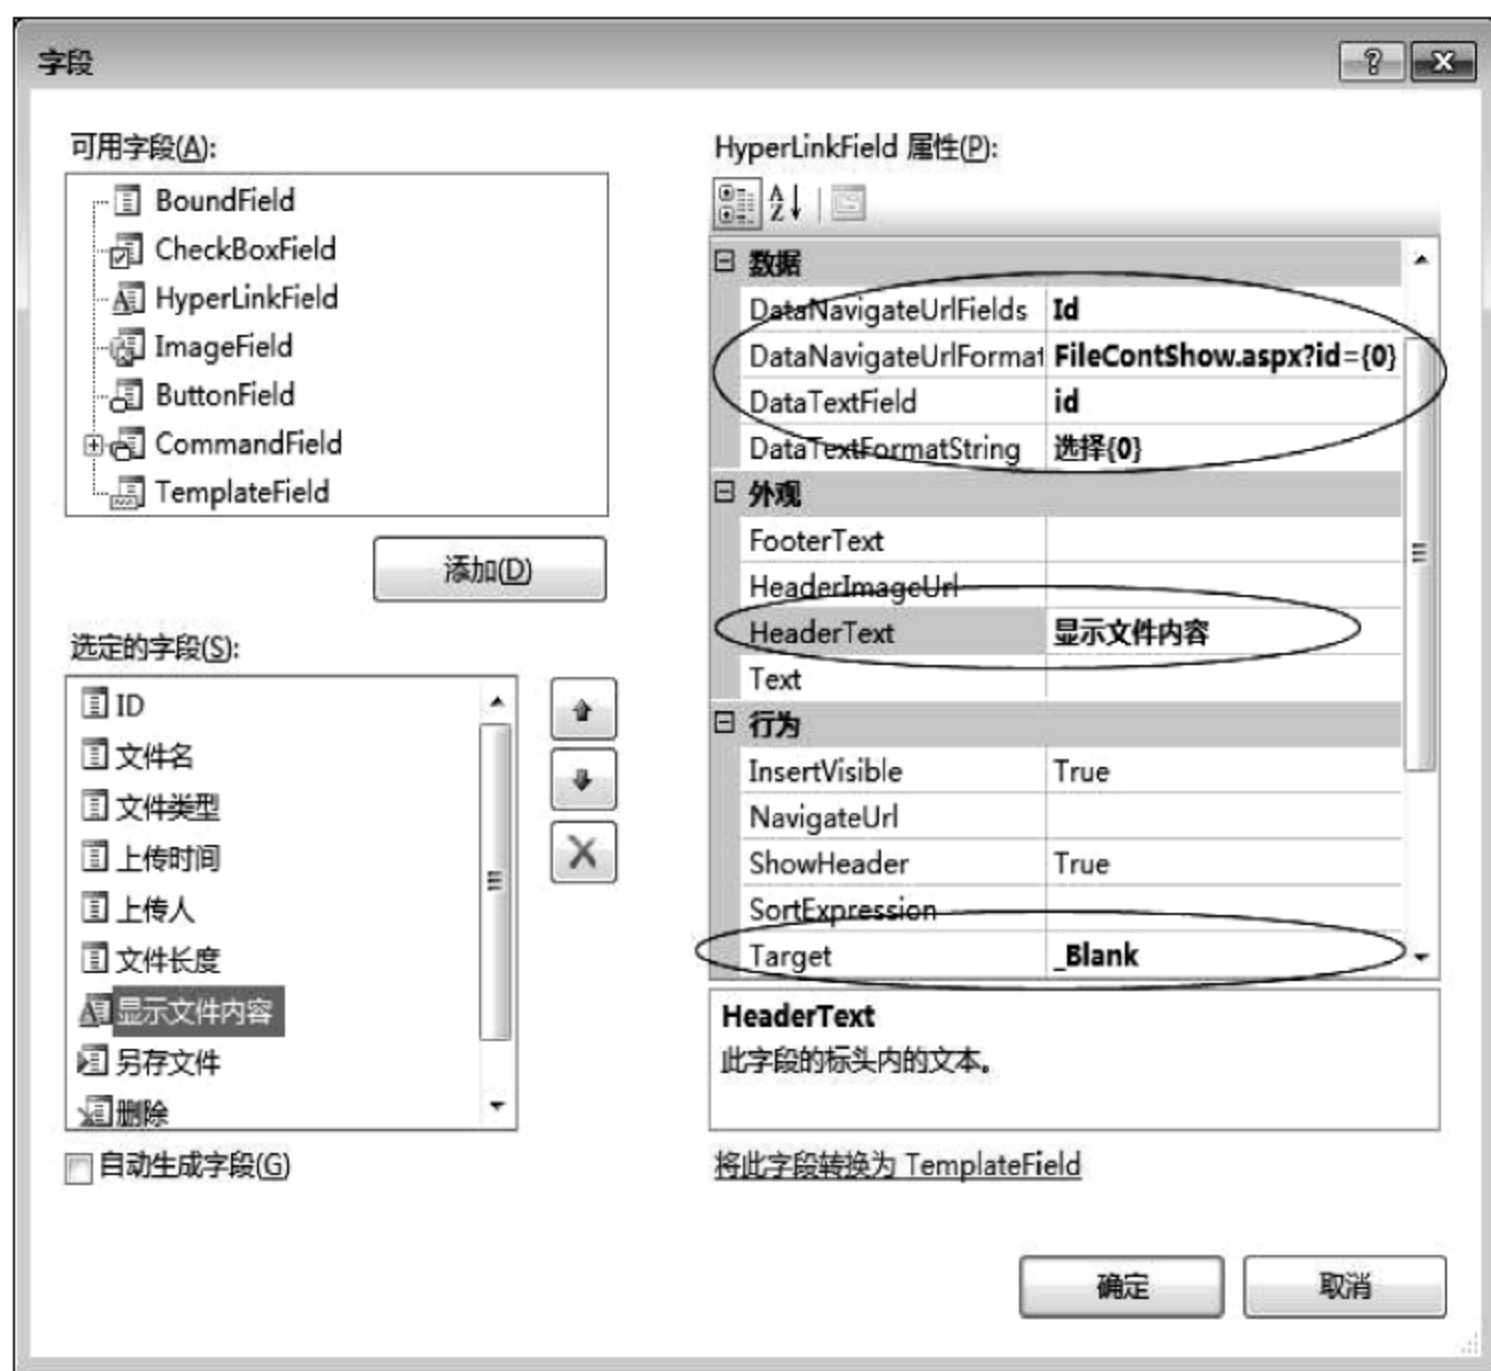 字段
可用字段(A):
BoundField
CheckBoxField
HyperLinkField
ImageField
ButtonField
CommandField
TemplateField
添加(D)
选定的字段(S):
ID
文件名
文件类型
上传时间
上传人
文件长度
显示文件内容
另存文件
删除
自动生成字段(G)
HyperLinkField 属性(P):
数据
DataNavigateUrlFields Id
DataNavigateUrlFormat FileContShow.aspx?id={0}
DataTextField id
DataTextFormatString 选择{0}
外观
FooterText
HeaderImageUrl
HeaderText 显示文件内容
Text
行为
InsertVisible True
NavigateUrl
ShowHeader True
SortExpression
Target _Blank
HeaderText
此字段的标头内的文本。
将此字段转换为 TemplateField
确定
取消